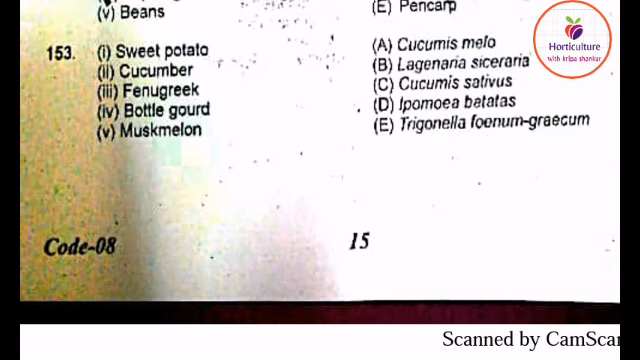 (v) Beans
(E) Pericarp
Horticulture
with kripa shankar
153. (i) Sweet potato
(A) Cucumis melo
(ii) Cucumber
(B) Lagenaria siceraria
(iii) Fenugreek
(C) Cucumis sativus
(iv) Bottle gourd
(D) Ipomoea batatas
(v) Muskmelon
(E) Trigonella foenum-graecum
Code-08
15
Scanned by CamScan